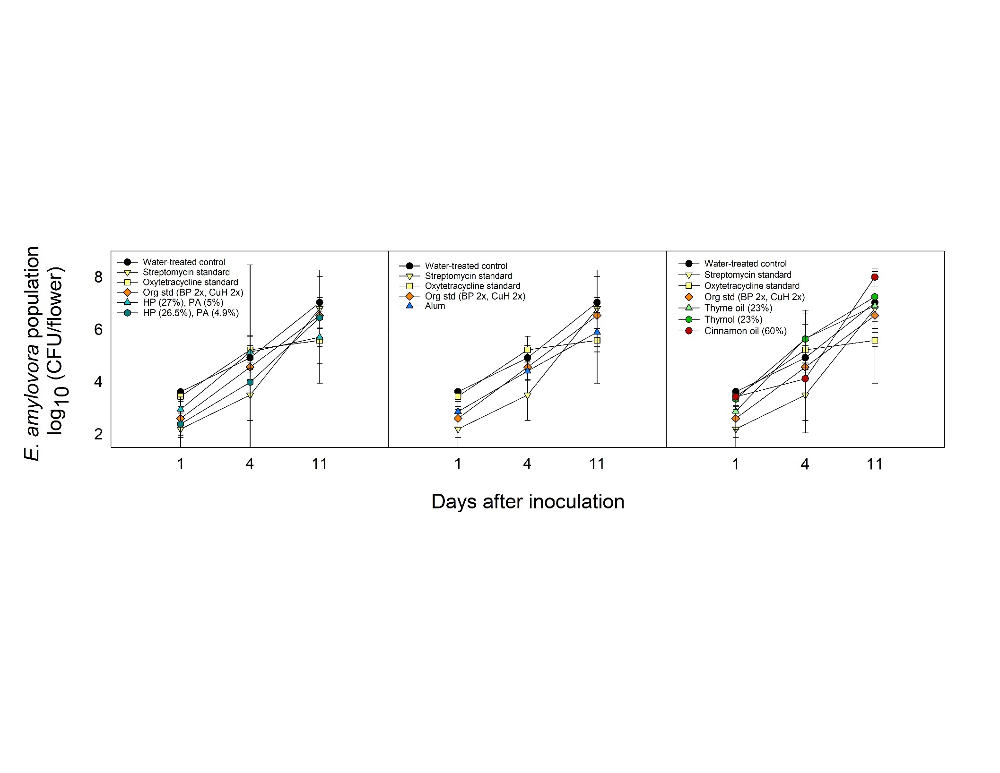 E. amylovora population
log10 (CFU/flower)
8
6
4
2
Water-treated control
Streptomycin standard
Oxytetracycline standard
Org std (BP 2x, CuH 2x)
HP (27%), PA (5%)
HP (26.5%), PA (4.9%)
1 4 11
Water-treated control
Streptomycin standard
Oxytetracycline standard
Org std (BP 2x, CuH 2x)
Alum
1 4 11
Water-treated control
Streptomycin standard
Oxytetracycline standard
Org std (BP 2x, CuH 2x)
Thyme oil (23%)
Thymol (23%)
Cinnamon oil (60%)
1 4 11
Days after inoculation